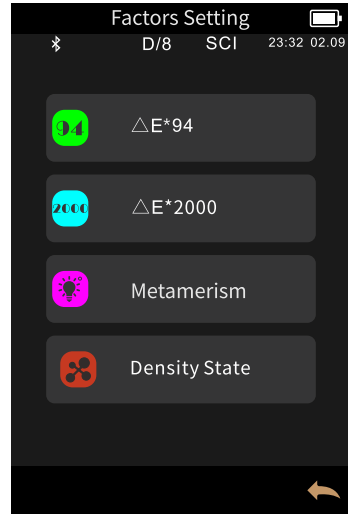 Factors Setting
D/8 SCI 23:32 02.09
94 △E*94
2000 △E*2000
Metamerism
Density State